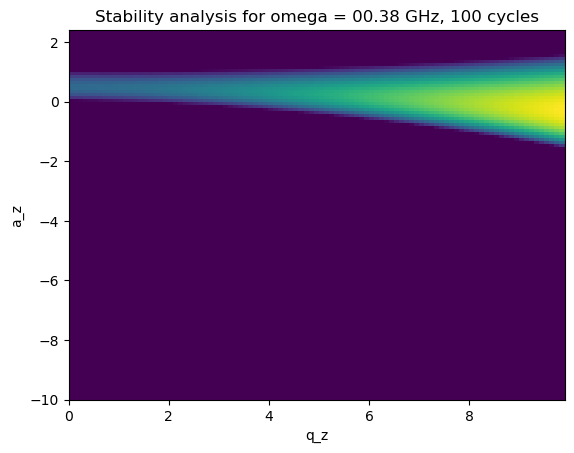 Stability analysis for omega = 00.38 GHz, 100 cycles
2
0
−2
−4
−6
−8
−10
a_z
0 2 4 6 8
q_z